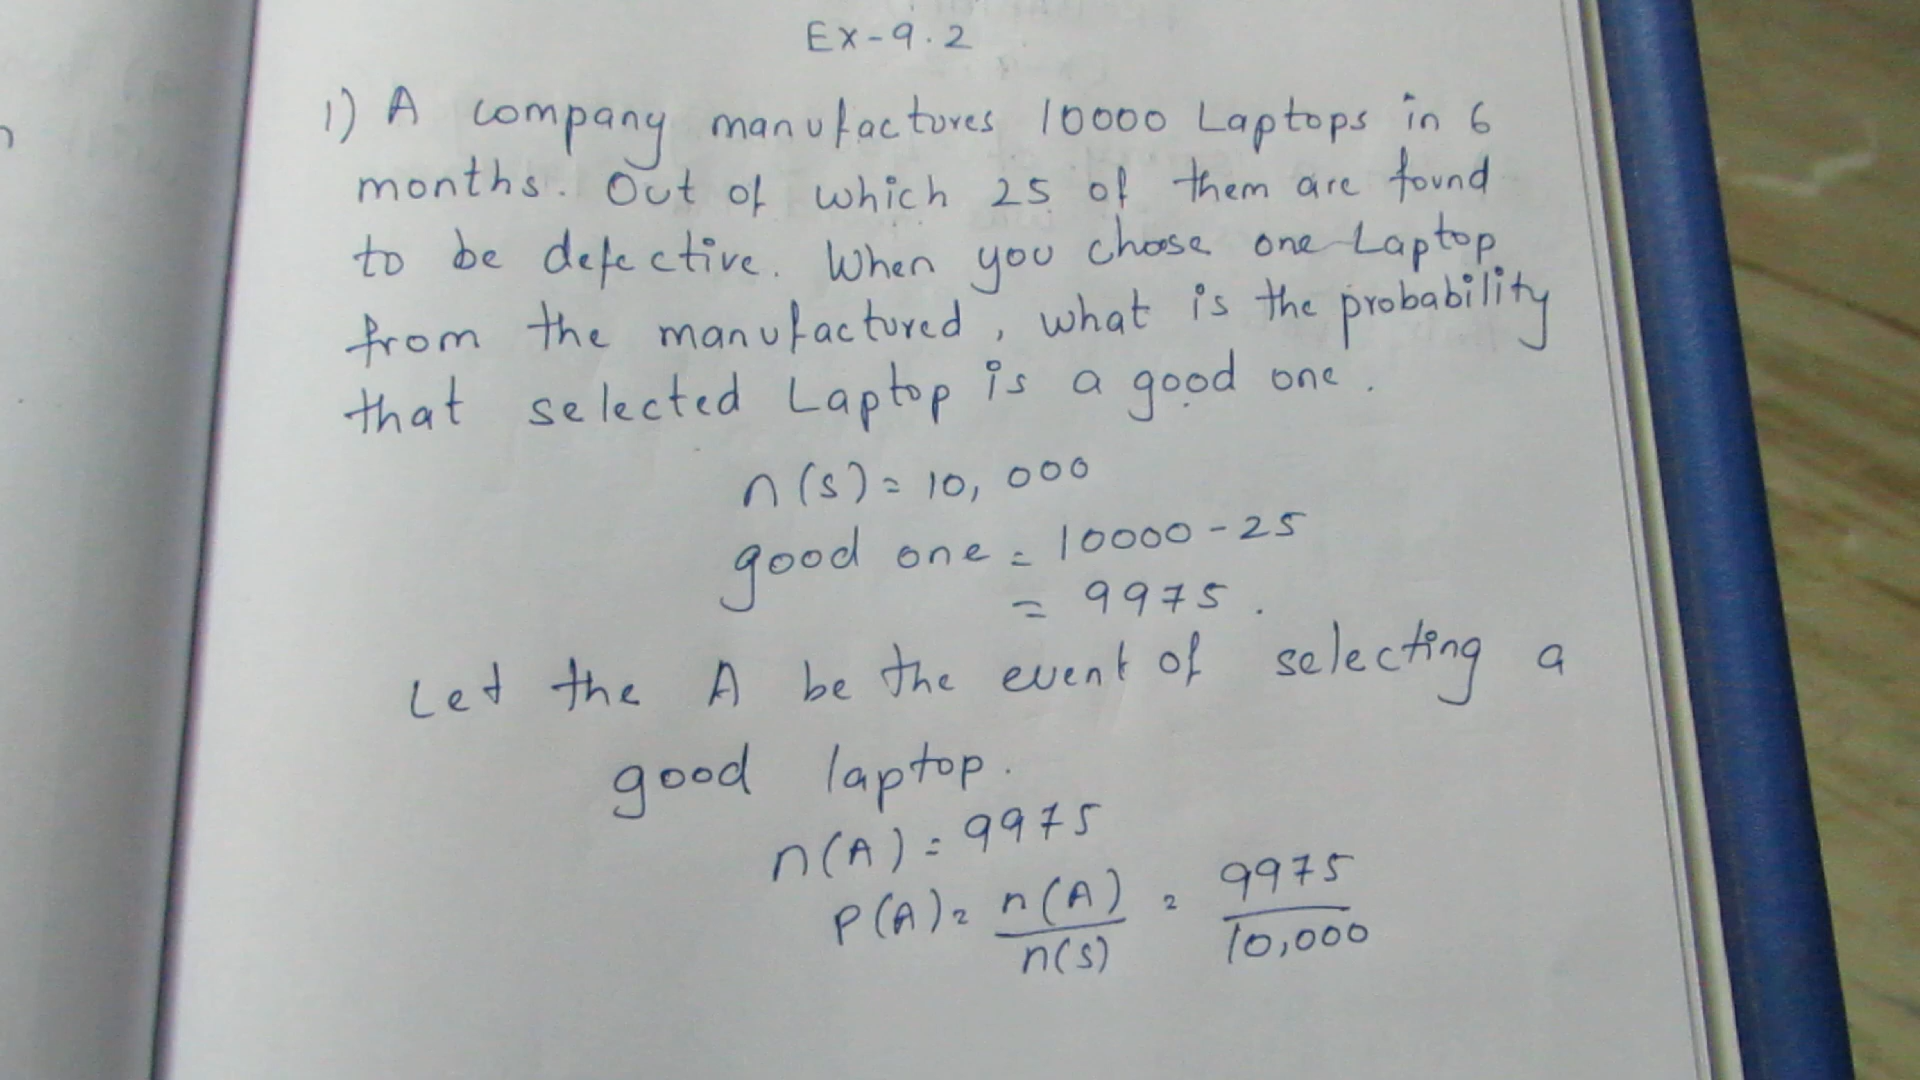 Ex-9.2
1) A company manufactures 10000 Laptops in 6
months. Out of which 25 of them are found
to be defective. When you choose one Laptop
from the manufactured, what is the probability
that selected Laptop is a good one.
n(s) = 10,000
good one = 10000-25
= 9975.
Let the A be the event of selecting a
good laptop.
n(A) = 9975
P(A) = n(A)/n(s) = 9975/10,000